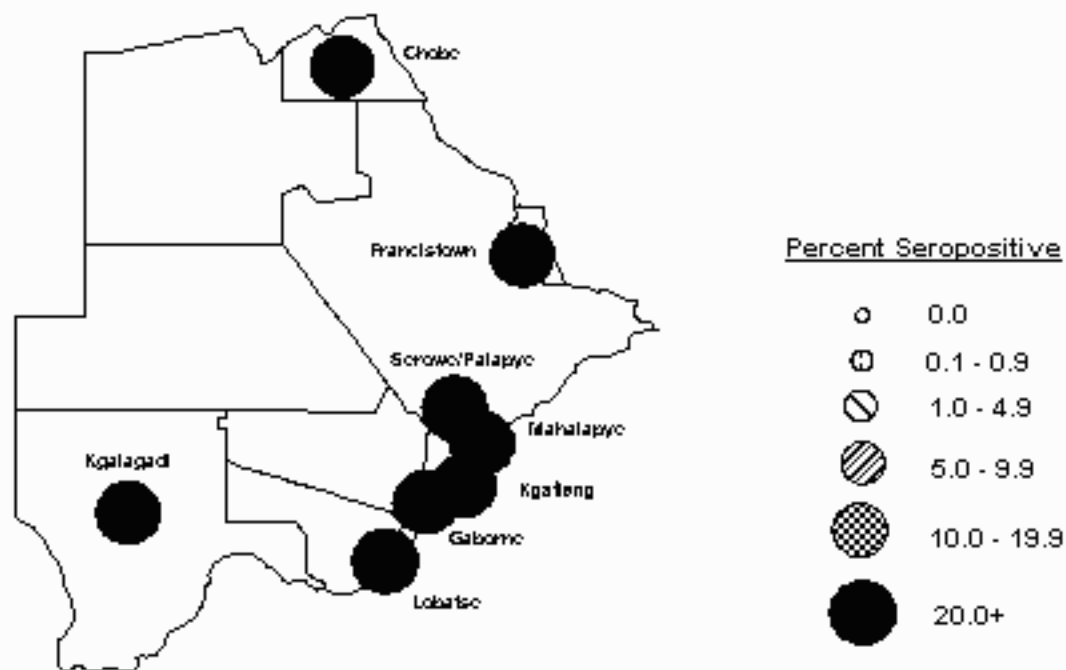 Chobe
Francistown
Percent Seropositive
0.0
0.1 - 0.9
Serowe/Palapye
1.0 - 4.9
Mahalapye
Kgalagadi
5.0 - 9.9
Kgatleng
10.0 - 19.9
Gaborne
Lobatse
20.0+